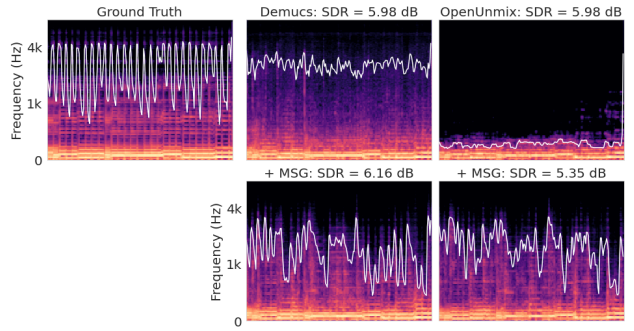 Ground Truth
Demucs: SDR = 5.98 dB
OpenUnmix: SDR = 5.98 dB
Frequency (Hz)
4k
1k
0
+ MSG: SDR = 6.16 dB
+ MSG: SDR = 5.35 dB
Frequency (Hz)
4k
1k
0